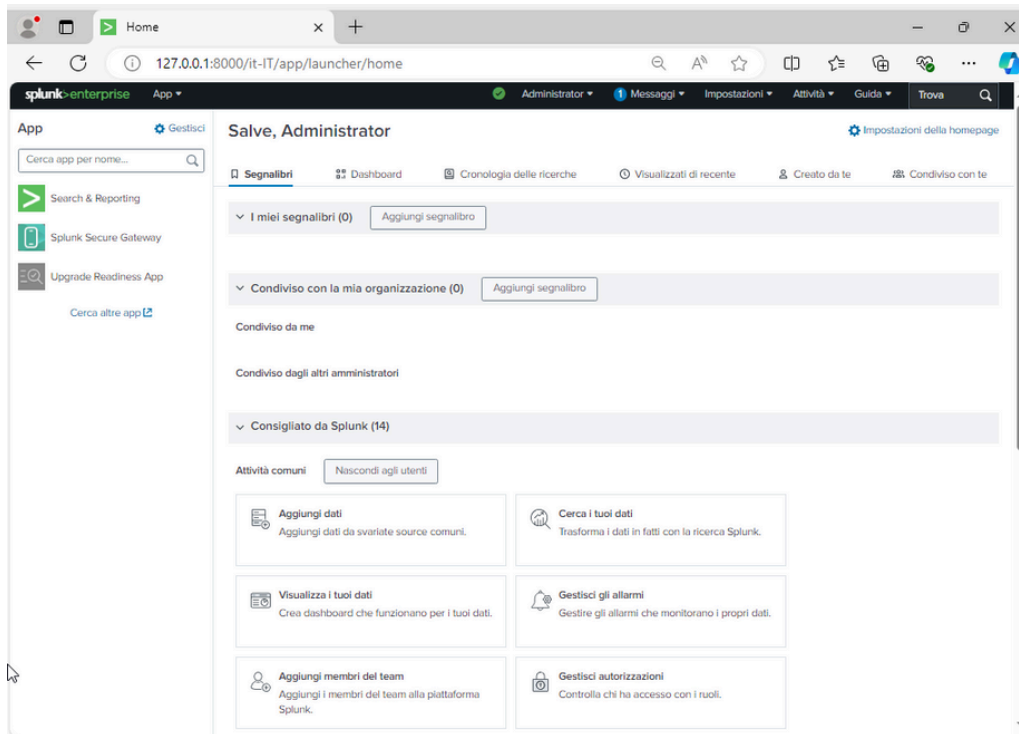 Home
127.0.0.1:8000/it-IT/app/launcher/home
splunk>enterprise App
Administrator 1 Messaggi Impostazioni Attività Guida Trova
App Gestisci
Cerca app per nome...
Search & Reporting
Splunk Secure Gateway
Upgrade Readiness App
Cerca altre app
Salve, Administrator
Impostazioni della homepage
Segnalibri Dashboard Cronologia delle ricerche Visualizzati di recente Creato da te Condiviso con te
I miei segnalibri (0) Aggiungi segnalibro
Condiviso con la mia organizzazione (0) Aggiungi segnalibro
Condiviso da me
Condiviso dagli altri amministratori
Consigliato da Splunk (14)
Attività comuni Nascondi agli utenti
Aggiungi dati
Aggiungi dati da svariate source comuni.
Cerca i tuoi dati
Trasforma i dati in fatti con la ricerca Splunk.
Visualizza i tuoi dati
Crea dashboard che funzionano per i tuoi dati.
Gestisci gli allarmi
Gestire gli allarmi che monitorano i propri dati.
Aggiungi membri del team
Aggiungi i membri del team alla piattaforma
Splunk.
Gestisci autorizzazioni
Controlla chi ha accesso con i ruoli.